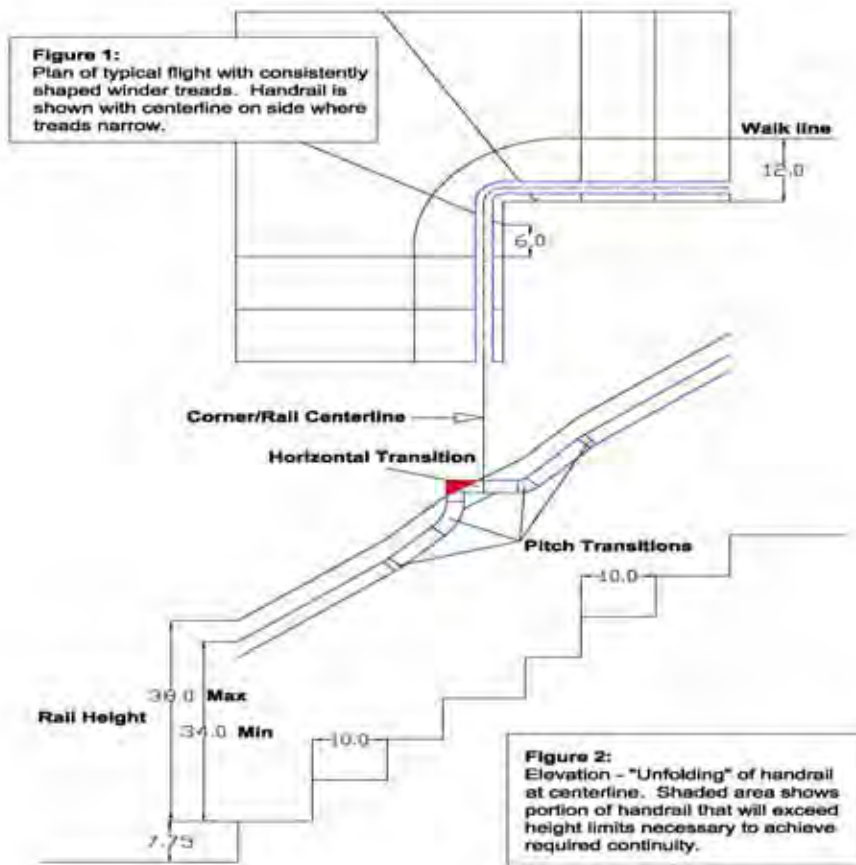 Figure 1:
Plan of typical flight with consistently
shaped winder treads. Handrail is
shown with centerline on side where
treads narrow.
Walk line
12.0
6.0
Corner/Rail Centerline
Horizontal Transition
Pitch Transitions
10.0
38.0 Max
Rail Height
34.0 Min
10.0
7.75
Figure 2:
Elevation - "Unfolding" of handrail
at centerline. Shaded area shows
portion of handrail that will exceed
height limits necessary to achieve
required continuity.